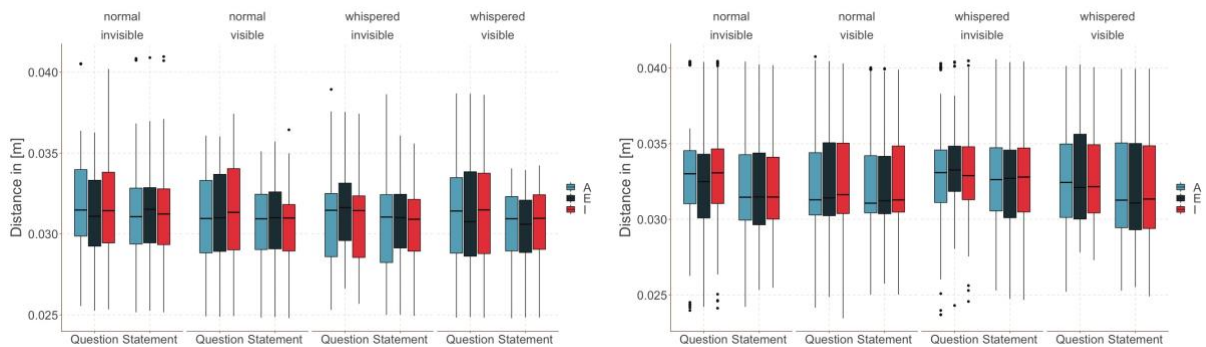 normal normal whispered whispered
invisible visible invisible visible
Distance in [m]
0.040
0.035
0.030
0.025
Question Statement Question Statement Question Statement Question Statement
A
E
I
normal normal whispered whispered
invisible visible invisible visible
Distance in [m]
0.040
0.035
0.030
0.025
Question Statement Question Statement Question Statement Question Statement
A
E
I